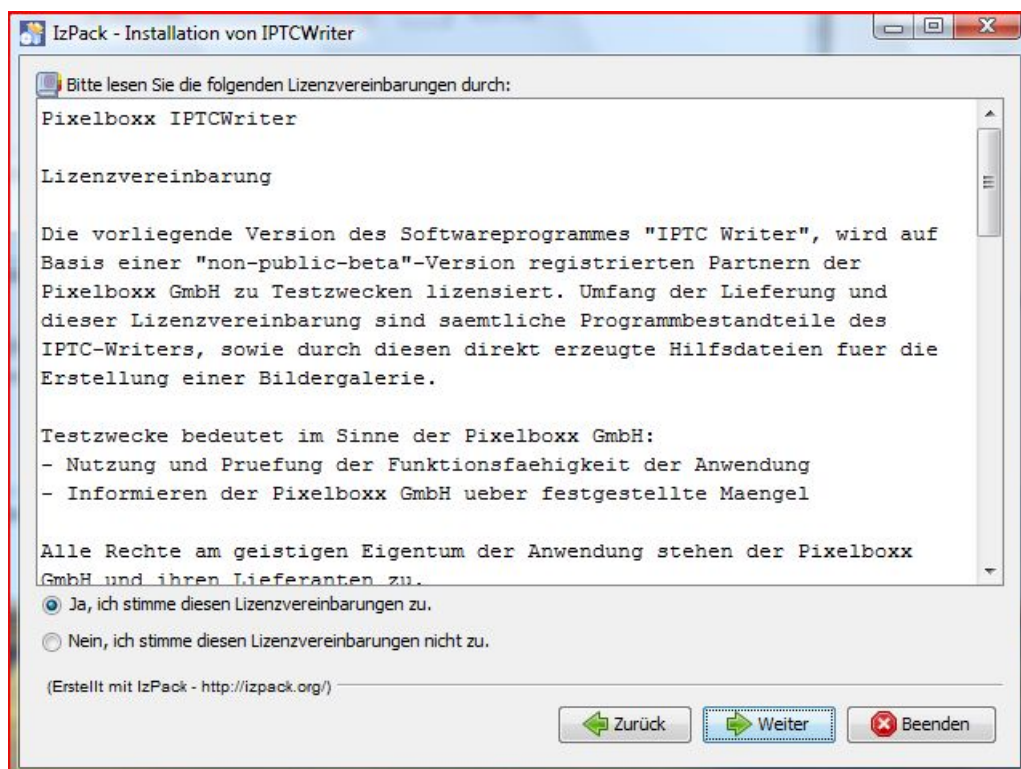 IzPack - Installation von IPTCWriter
Bitte lesen Sie die folgenden Lizenzvereinbarungen durch:
Pixelboxx IPTCWriter
Lizenzvereinbarung
Die vorliegende Version des Softwareprogrammes "IPTC Writer", wird auf
Basis einer "non-public-beta"-Version registrierten Partnern der
Pixelboxx GmbH zu Testzwecken lizensiert. Umfang der Lieferung und
dieser Lizenzvereinbarung sind saemtliche Programmbestandteile des
IPTC-Writers, sowie durch diesen direkt erzeugte Hilfsdateien fuer die
Erstellung einer Bildergalerie.
Testzwecke bedeutet im Sinne der Pixelboxx GmbH:
- Nutzung und Pruefung der Funktionsfaehigkeit der Anwendung
- Informieren der Pixelboxx GmbH ueber festgestellte Maengel
Alle Rechte am geistigen Eigentum der Anwendung stehen der Pixelboxx
GmbH und ihren Lieferanten zu.
Ja, ich stimme diesen Lizenzvereinbarungen zu.
Nein, ich stimme diesen Lizenzvereinbarungen nicht zu.
(Erstellt mit IzPack - http://izpack.org/)
Zurück Weiter Beenden